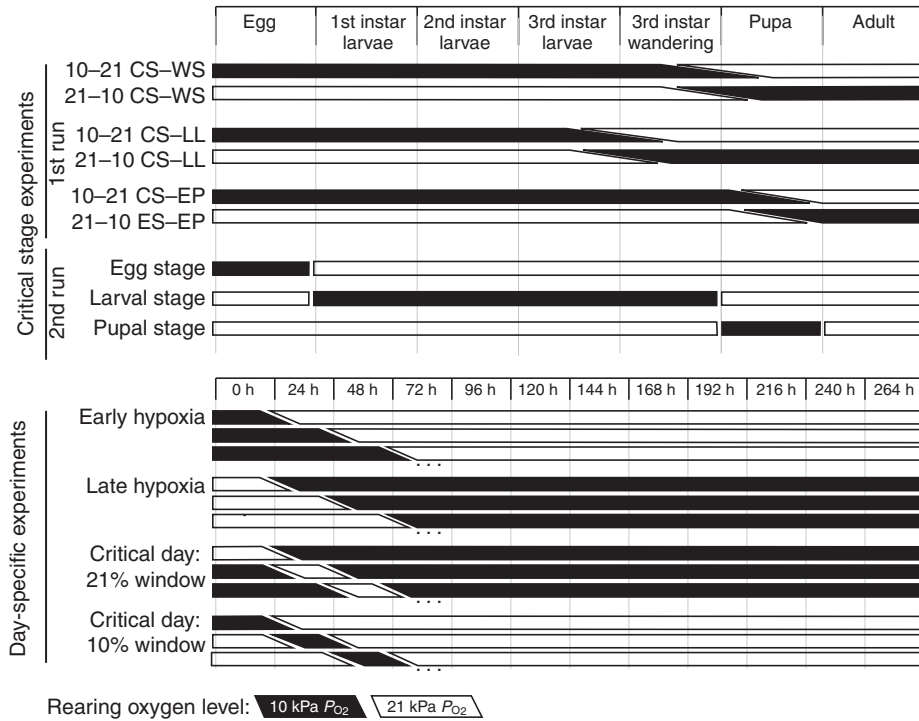 Egg 1st instar larvae 2nd instar larvae 3rd instar larvae 3rd instar wandering Pupa Adult
Critical stage experiments
1st run
10–21 CS–WS
21–10 CS–WS
10–21 CS–LL
21–10 CS–LL
10–21 CS–EP
21–10 ES–EP
2nd run
Egg stage
Larval stage
Pupal stage
0 h 24 h 48 h 72 h 96 h 120 h 144 h 168 h 192 h 216 h 240 h 264 h
Day-specific experiments
Early hypoxia
. . .
Late hypoxia
. . .
Critical day:
21% window
. . .
Critical day:
10% window
. . .
Rearing oxygen level: 10 kPa PO2 21 kPa PO2